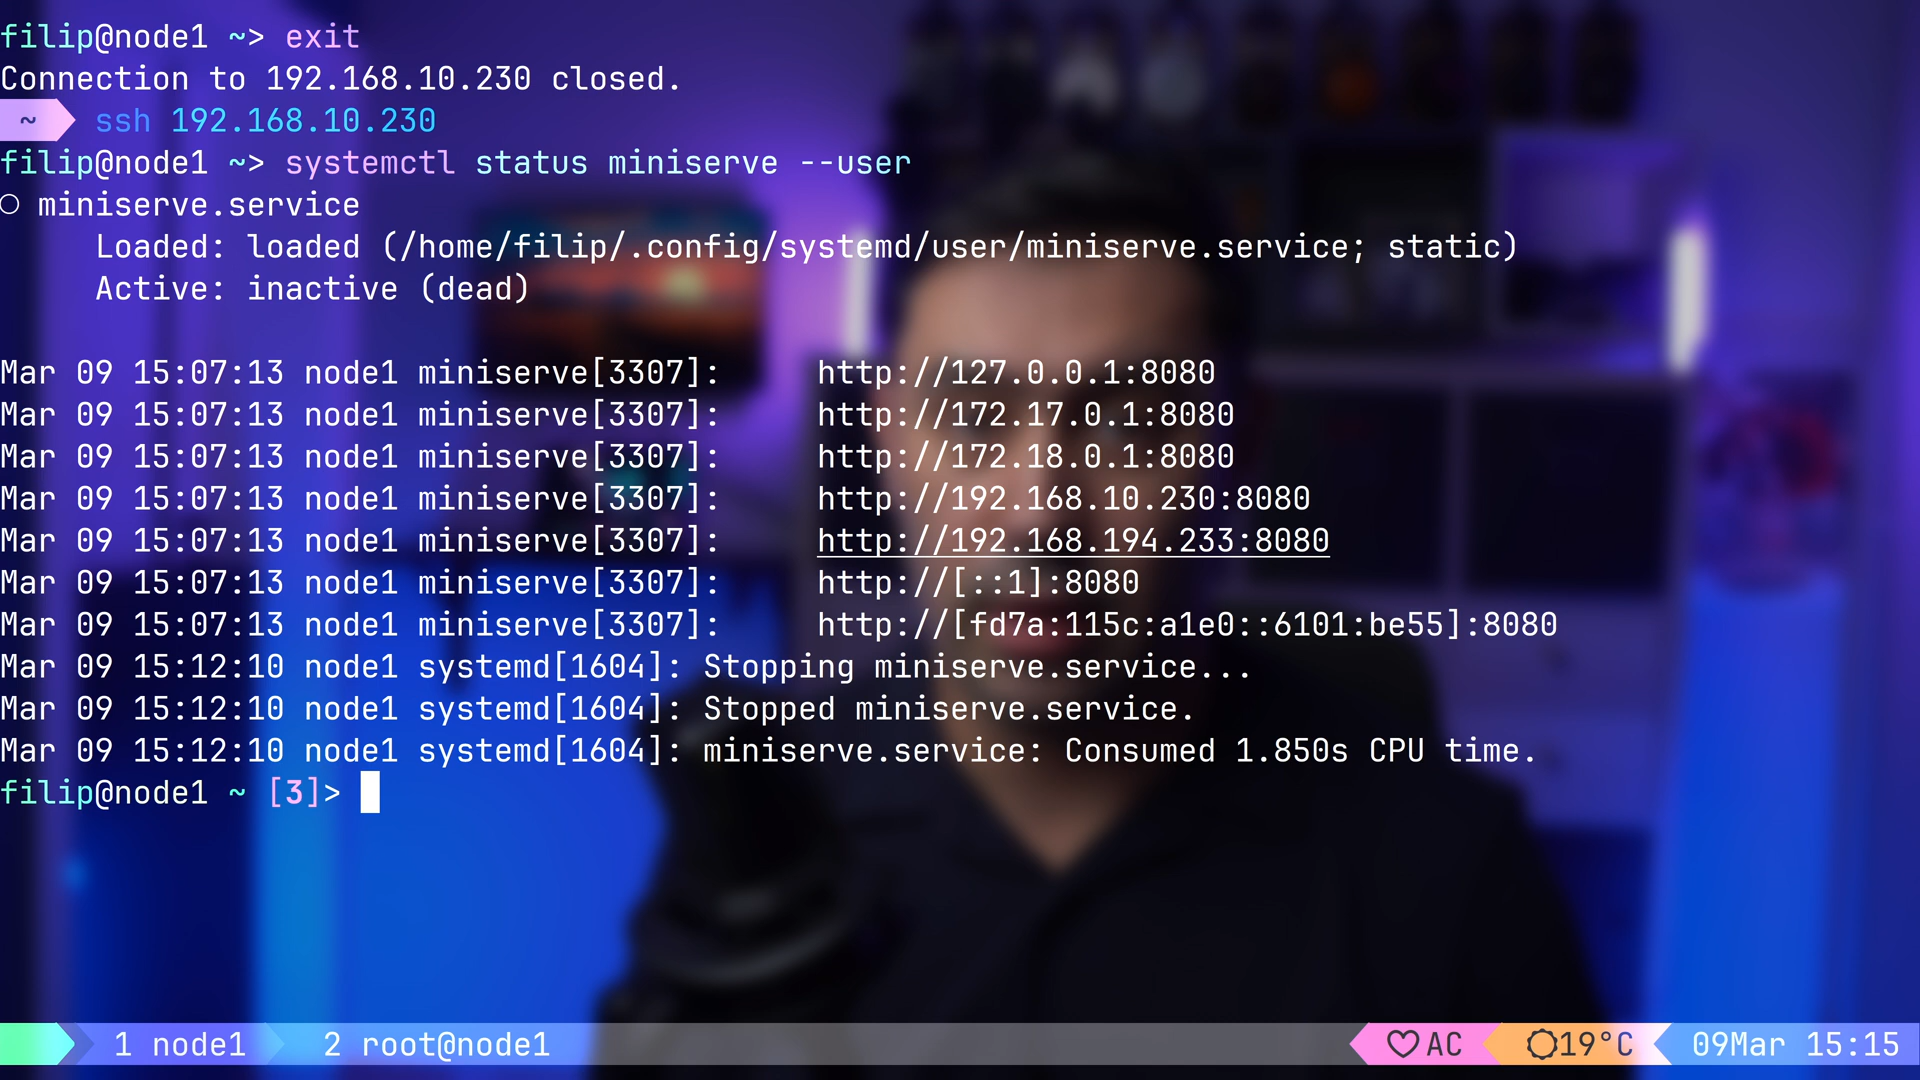 filip@node1 ~> exit
Connection to 192.168.10.230 closed.
~ ssh 192.168.10.230
filip@node1 ~> systemctl status miniserve --user
○ miniserve.service
     Loaded: loaded (/home/filip/.config/systemd/user/miniserve.service; static)
     Active: inactive (dead)

Mar 09 15:07:13 node1 miniserve[3307]:     http://127.0.0.1:8080
Mar 09 15:07:13 node1 miniserve[3307]:     http://172.17.0.1:8080
Mar 09 15:07:13 node1 miniserve[3307]:     http://172.18.0.1:8080
Mar 09 15:07:13 node1 miniserve[3307]:     http://192.168.10.230:8080
Mar 09 15:07:13 node1 miniserve[3307]:     http://192.168.194.233:8080
Mar 09 15:07:13 node1 miniserve[3307]:     http://[::1]:8080
Mar 09 15:07:13 node1 miniserve[3307]:     http://[fd7a:115c:a1e0::6101:be55]:8080
Mar 09 15:12:10 node1 systemd[1604]: Stopping miniserve.service...
Mar 09 15:12:10 node1 systemd[1604]: Stopped miniserve.service.
Mar 09 15:12:10 node1 systemd[1604]: miniserve.service: Consumed 1.850s CPU time.
filip@node1 ~ [3]>
1 node1 2 root@node1 ♡ AC 19°C 09Mar 15:15